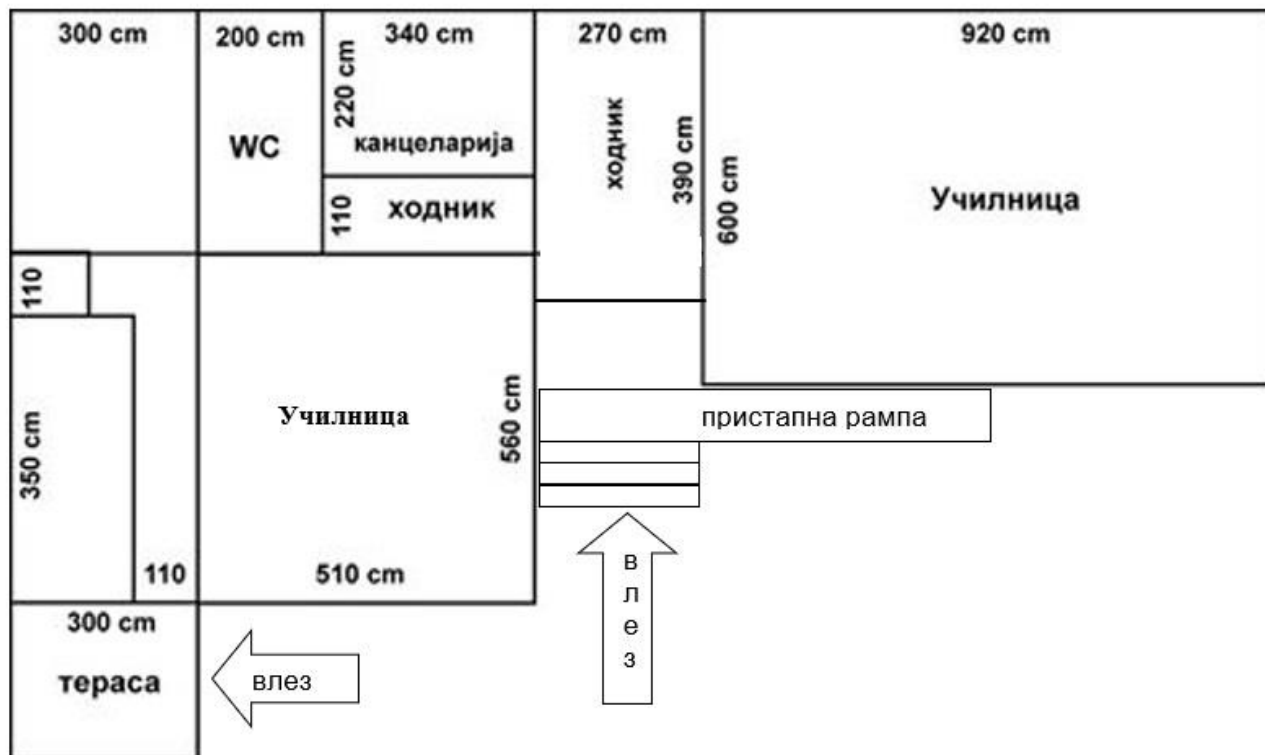 300 cm 200 cm 340 cm 270 cm 920 cm
220 cm
WC
канцеларија
ходник
390 cm
600 cm
Училница
110
ходник
110
350 cm
Училница
560 cm
пристапна рампа
110
510 cm
влез
300 cm
тераса
влез